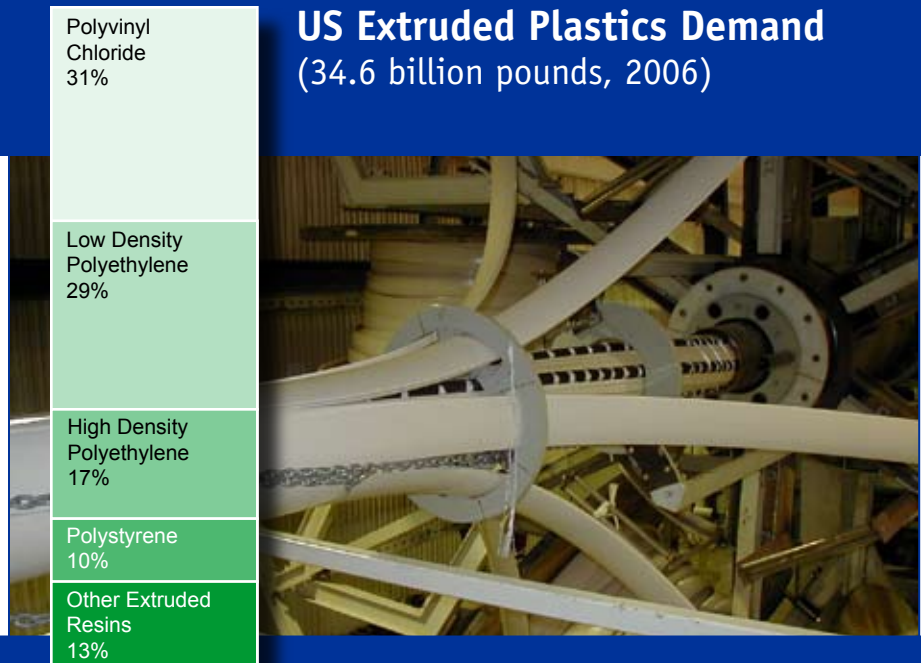 US Extruded Plastics Demand
(34.6 billion pounds, 2006)
Polyvinyl
Chloride
31%
Low Density
Polyethylene
29%
High Density
Polyethylene
17%
Polystyrene
10%
Other Extruded
Resins
13%